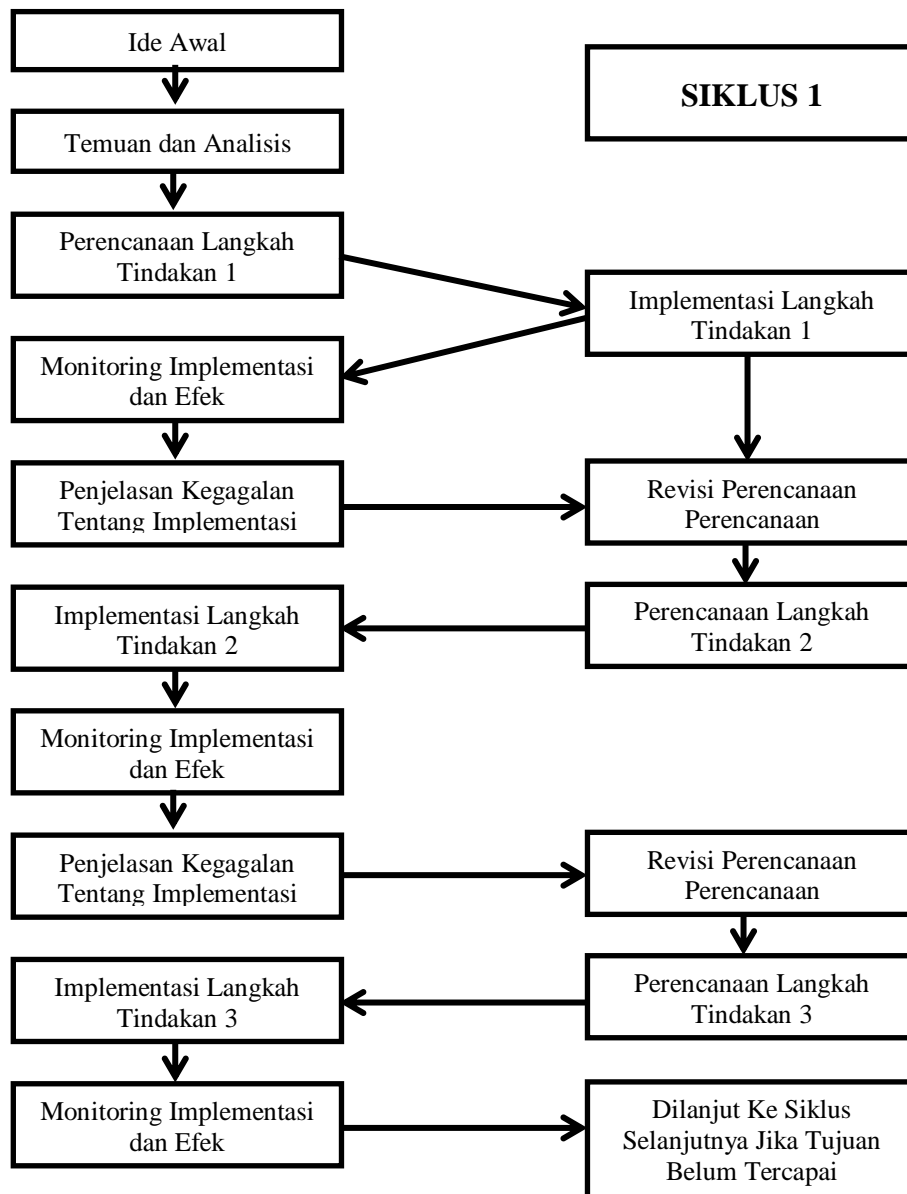 Ide Awal
SIKLUS 1
Temuan dan Analisis
Perencanaan Langkah
Tindakan 1
Implementasi Langkah
Tindakan 1
Monitoring Implementasi
dan Efek
Penjelasan Kegagalan
Tentang Implementasi
Revisi Perencanaan
Perencanaan
Perencanaan Langkah
Tindakan 2
Implementasi Langkah
Tindakan 2
Monitoring Implementasi
dan Efek
Penjelasan Kegagalan
Tentang Implementasi
Revisi Perencanaan
Perencanaan
Perencanaan Langkah
Tindakan 3
Implementasi Langkah
Tindakan 3
Monitoring Implementasi
dan Efek
Dilanjut Ke Siklus
Selanjutnya Jika Tujuan
Belum Tercapai